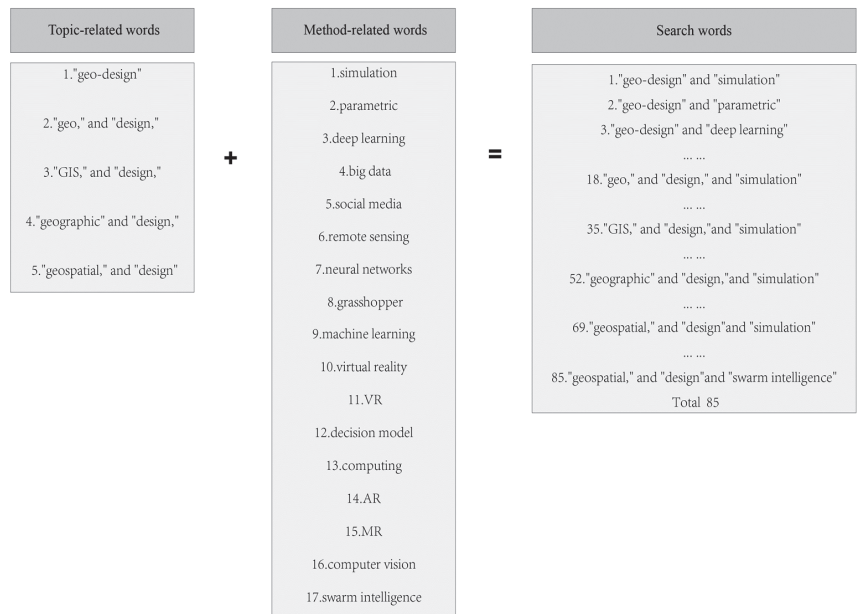 Topic-related words
1."geo-design"
2."geo," and "design,"
3."GIS," and "design,"
4."geographic" and "design,"
5."geospatial," and "design"
+
Method-related words
1.simulation
2.parametric
3.deep learning
4.big data
5.social media
6.remote sensing
7.neural networks
8.grasshopper
9.machine learning
10.virtual reality
11.VR
12.decision model
13.computing
14.AR
15.MR
16.computer vision
17.swarm intelligence
=
Search words
1."geo-design" and "simulation"
2."geo-design" and "parametric"
3."geo-design" and "deep learning"
... ...
18."geo," and "design," and "simulation"
... ...
35."GIS," and "design,"and "simulation"
... ...
52."geographic" and "design,"and "simulation"
... ...
69."geospatial," and "design"and "simulation"
... ...
85."geospatial," and "design"and "swarm intelligence"
Total 85